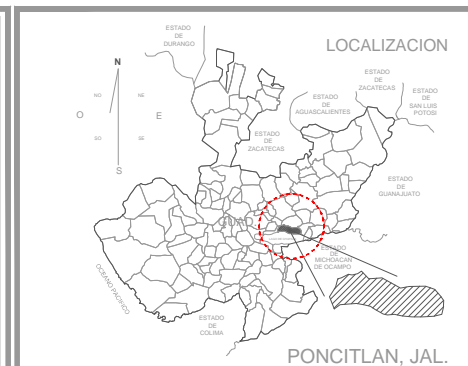 LOCALIZACION
ESTADO
DE
DURANGO
N
NO
NE
O
E
SO
SE
S
ESTADO
DE
ZACATECAS
ESTADO
DE
AGUASCALIENTES
ESTADO
DE
ZACATECAS
ESTADO
DE
SAN LUIS
POTOSI
ESTADO
DE
GUANAJUATO
GUAD
ESTADO
DE
MICHOACAN
DE OCAMPO
OCEANO PACIFICO
ESTADO
DE
COLIMA
PONCITLAN, JAL.